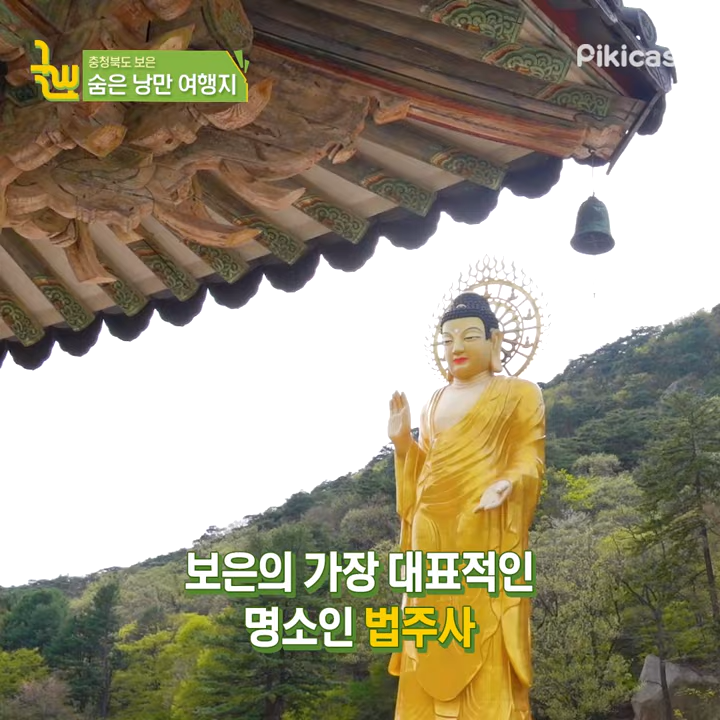 충청북도 보은
숨은 낭만 여행지
Pikicas
보은의 가장 대표적인
명소인 법주사